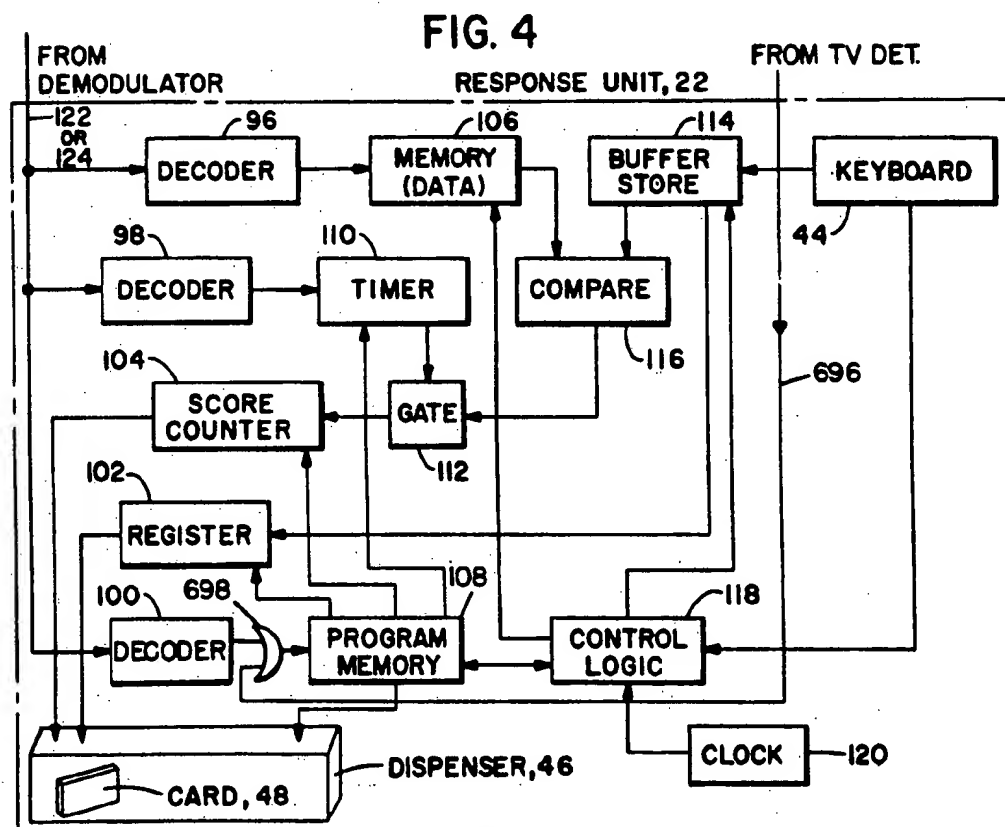 FIG. 4
FROM
DEMODULATOR
FROM TV DET.
RESPONSE UNIT, 22
122
OR
124
96
DECODER
106
MEMORY
(DATA)
114
BUFFER
STORE
KEYBOARD
44
98
DECODER
110
TIMER
COMPARE
116
696
104
SCORE
COUNTER
GATE
112
102
REGISTER
100
DECODER
698
108
PROGRAM
MEMORY
118
CONTROL
LOGIC
CLOCK
120
DISPENSER, 46
CARD, 48